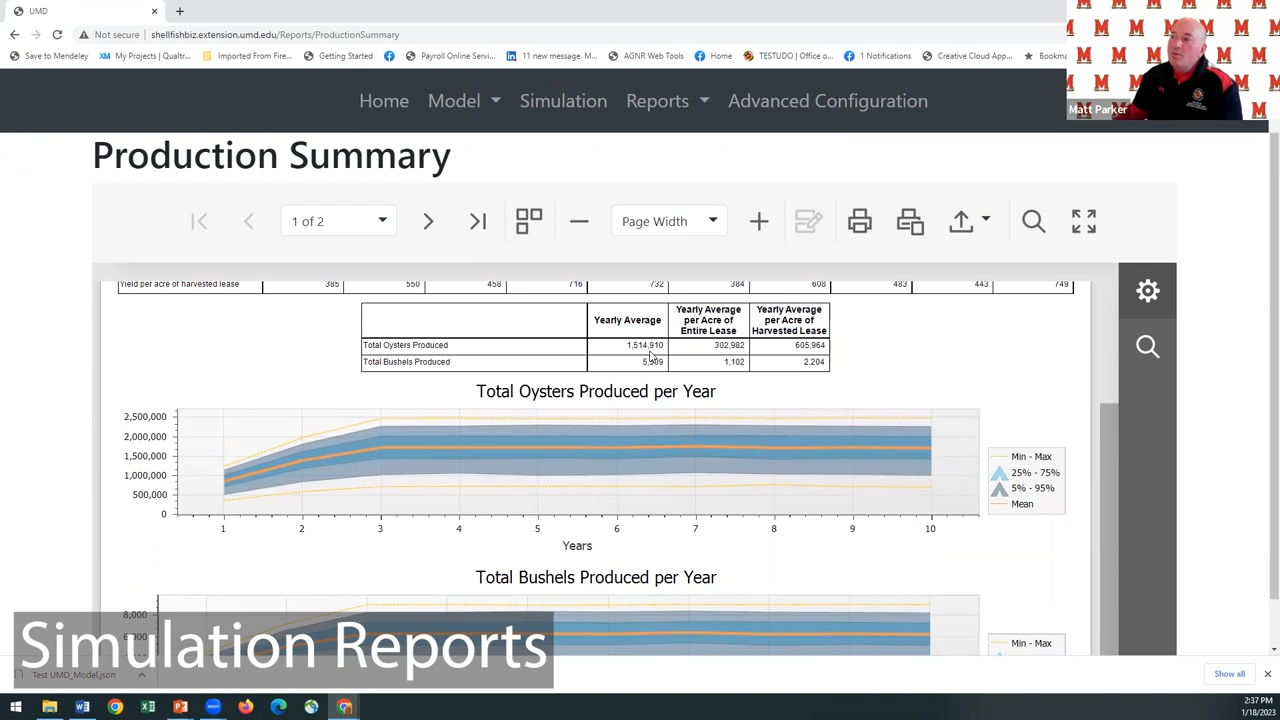 UMD
Not secure | shellfishbiz.extension.umd.edu/Reports/ProductionSummary
Save to Mendeley My Projects (Qualtr... Imported From Fire... Getting Started Payroll Online Servic... 11 new message. M... AGNR Web Tools TESTUDO | Office o... Home 1 Notifications Creative Cloud App... Bookma
Matt Parker
Home Model Simulation Reports Advanced Configuration
Production Summary
1 of 2 Page Width
Yield per acre of harvested lease 385 550 458 716 732 384 608 483 443 749
Yearly Average Yearly Average per Acre of Entire Lease Yearly Average per Acre of Harvested Lease
Total Oysters Produced 1,514,910 302,982 605,964
Total Bushels Produced 1,102 2,204
Total Oysters Produced per Year
2,500,000
2,000,000
1,500,000
1,000,000
500,000
0
1 2 3 4 5 6 7 8 9 10
Years
Min - Max
25% - 75%
5% - 95%
Mean
Total Bushels Produced per Year
8,000
Min - Max
Simulation Reports
Test UMD_Model.json Show all
2:37 PM
1/18/2023